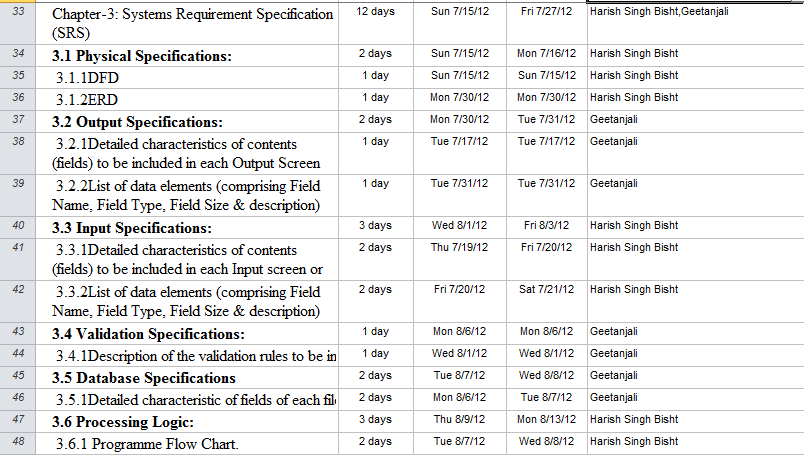 33 Chapter-3: Systems Requirement Specification 12 days Sun 7/15/12 Fri 7/27/12 Harish Singh Bisht,Geetanjali
(SRS)
34 3.1 Physical Specifications: 2 days Sun 7/15/12 Mon 7/16/12 Harish Singh Bisht
35 3.1.1DFD 1 day Sun 7/15/12 Sun 7/15/12 Harish Singh Bisht
36 3.1.2ERD 1 day Mon 7/30/12 Mon 7/30/12 Harish Singh Bisht
37 3.2 Output Specifications: 2 days Mon 7/30/12 Tue 7/31/12 Geetanjali
38 3.2.1Detailed characteristics of contents 1 day Tue 7/17/12 Tue 7/17/12 Geetanjali
(fields) to be included in each Output Screen
39 3.2.2List of data elements (comprising Field 1 day Tue 7/31/12 Tue 7/31/12 Geetanjali
Name, Field Type, Field Size & description)
40 3.3 Input Specifications: 3 days Wed 8/1/12 Fri 8/3/12 Harish Singh Bisht
41 3.3.1Detailed characteristics of contents 2 days Thu 7/19/12 Fri 7/20/12 Harish Singh Bisht
(fields) to be included in each Input screen or
42 3.3.2List of data elements (comprising Field 2 days Fri 7/20/12 Sat 7/21/12 Harish Singh Bisht
Name, Field Type, Field Size & description)
43 3.4 Validation Specifications: 1 day Mon 8/6/12 Mon 8/6/12 Geetanjali
44 3.4.1Description of the validation rules to be in 1 day Wed 8/1/12 Wed 8/1/12 Geetanjali
45 3.5 Database Specifications 2 days Tue 8/7/12 Wed 8/8/12 Geetanjali
46 3.5.1Detailed characteristic of fields of each fil 2 days Mon 8/6/12 Tue 8/7/12 Geetanjali
47 3.6 Processing Logic: 3 days Thu 8/9/12 Mon 8/13/12 Harish Singh Bisht
48 3.6.1 Programme Flow Chart. 2 days Tue 8/7/12 Wed 8/8/12 Harish Singh Bisht